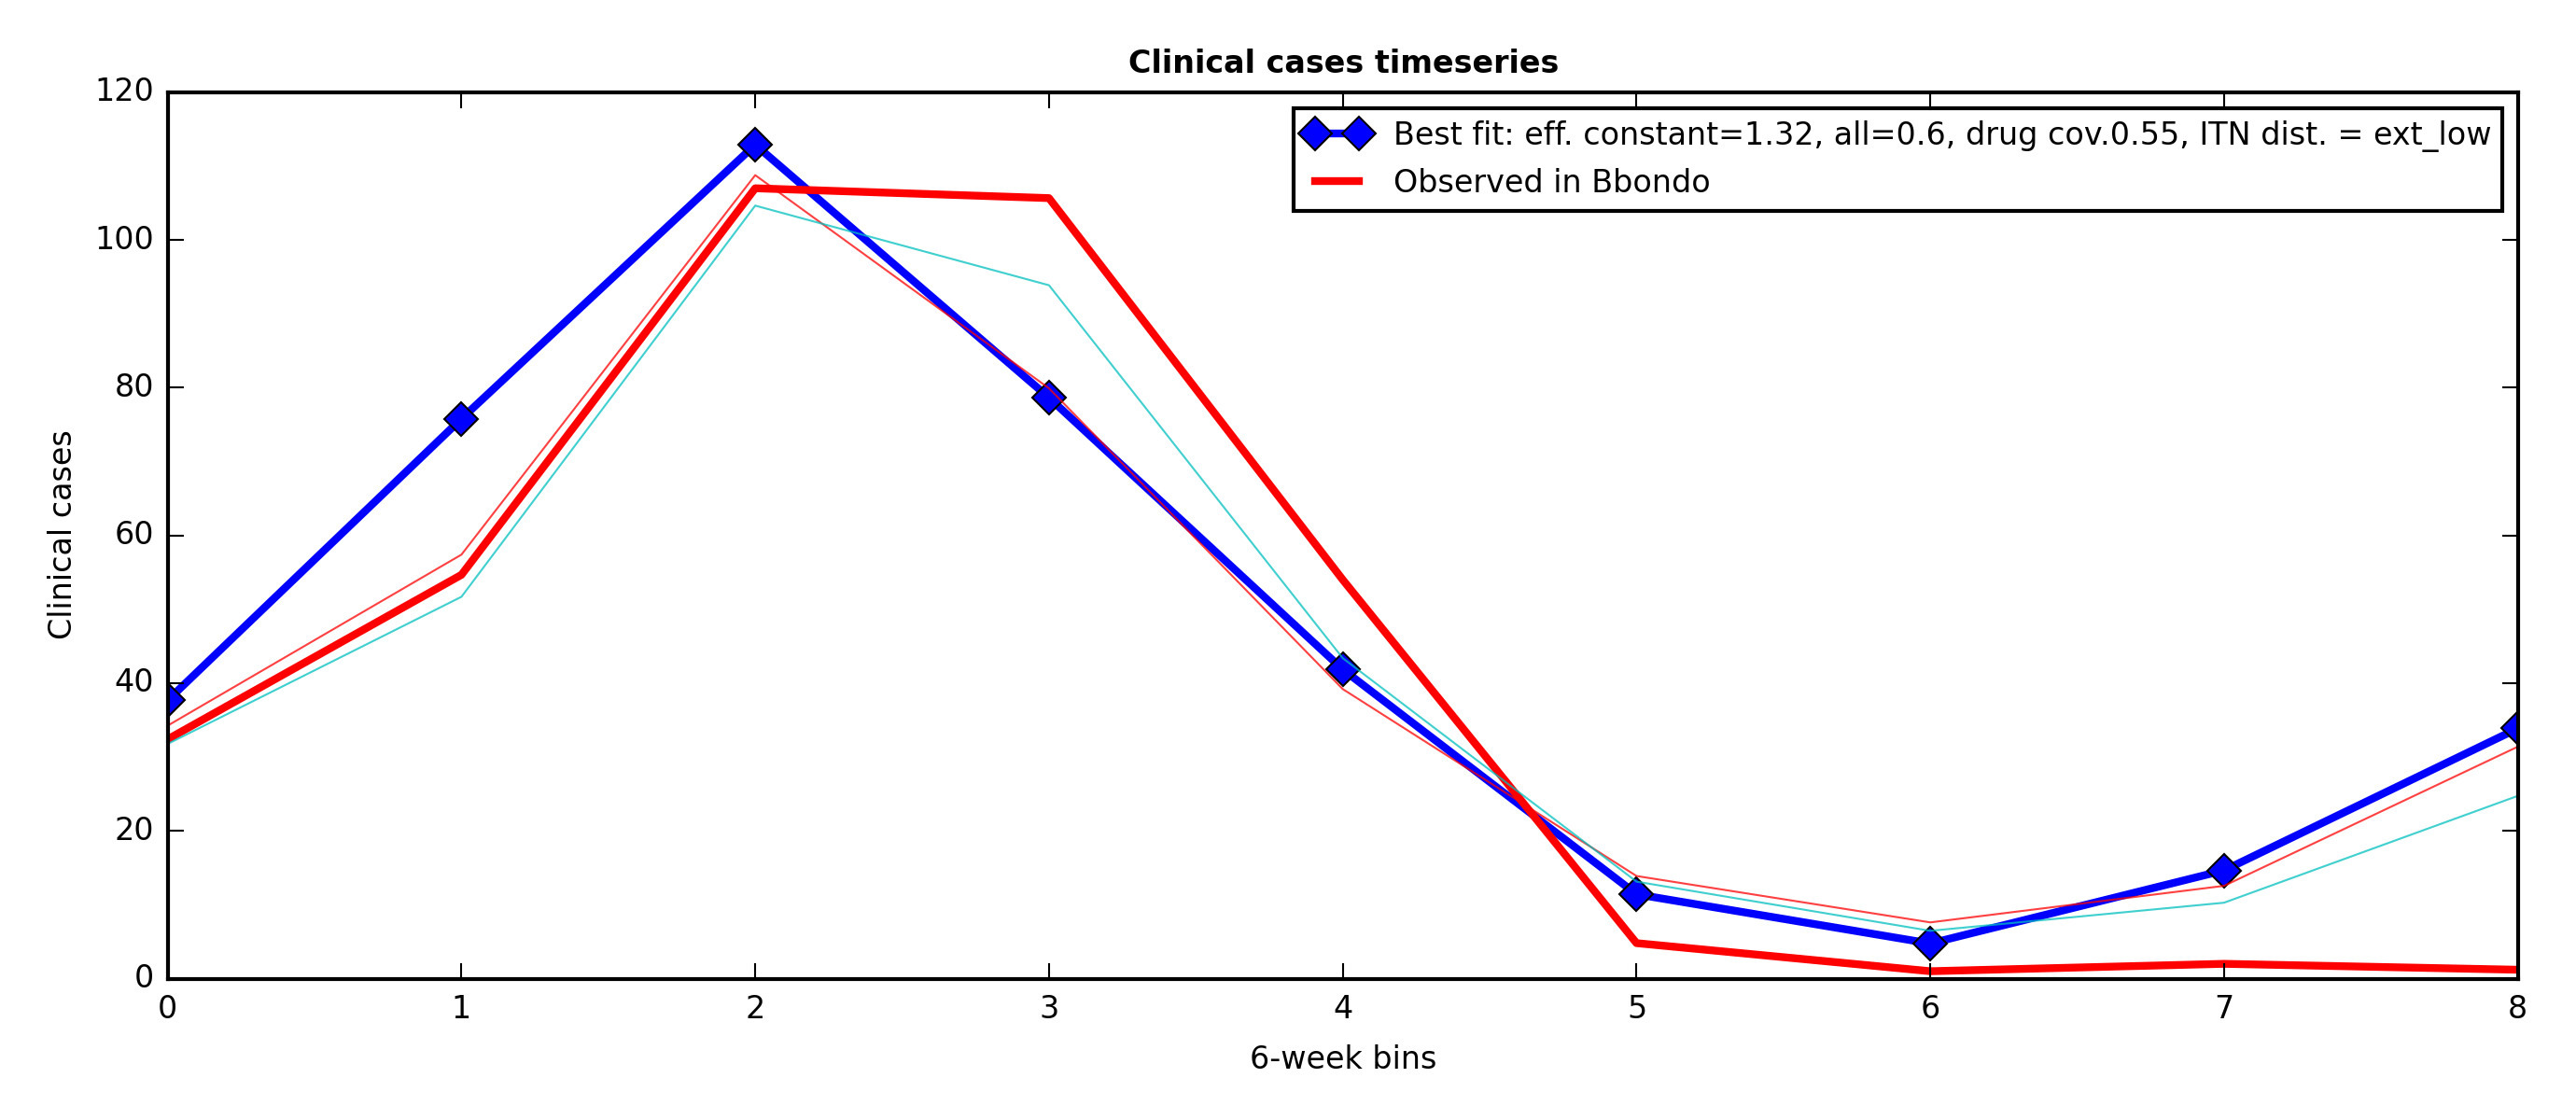 Clinical cases timeseries
120
100
80
60
40
20
0
Clinical cases
Best fit: eff. constant=1.32, all=0.6, drug cov.0.55, ITN dist. = ext_low
Observed in Bbondo
0 1 2 3 4 5 6 7 8
6-week bins